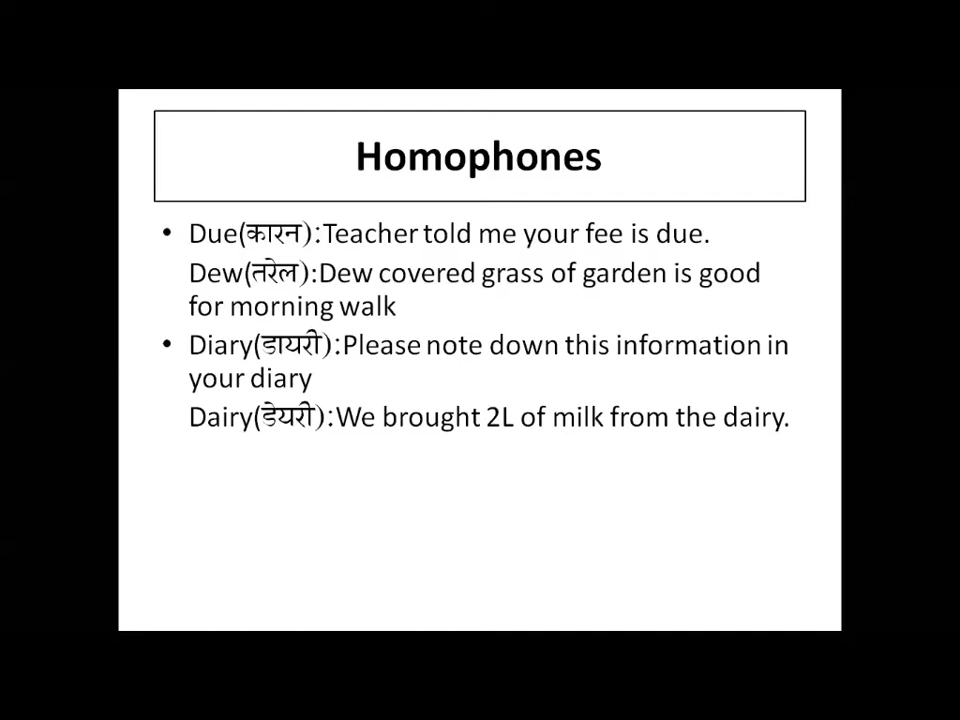 Homophones
• Due(कारन):Teacher told me your fee is due.
Dew(तरेल):Dew covered grass of garden is good
for morning walk
• Diary(डायरी):Please note down this information in
your diary
Dairy(डेयरी):We brought 2L of milk from the dairy.